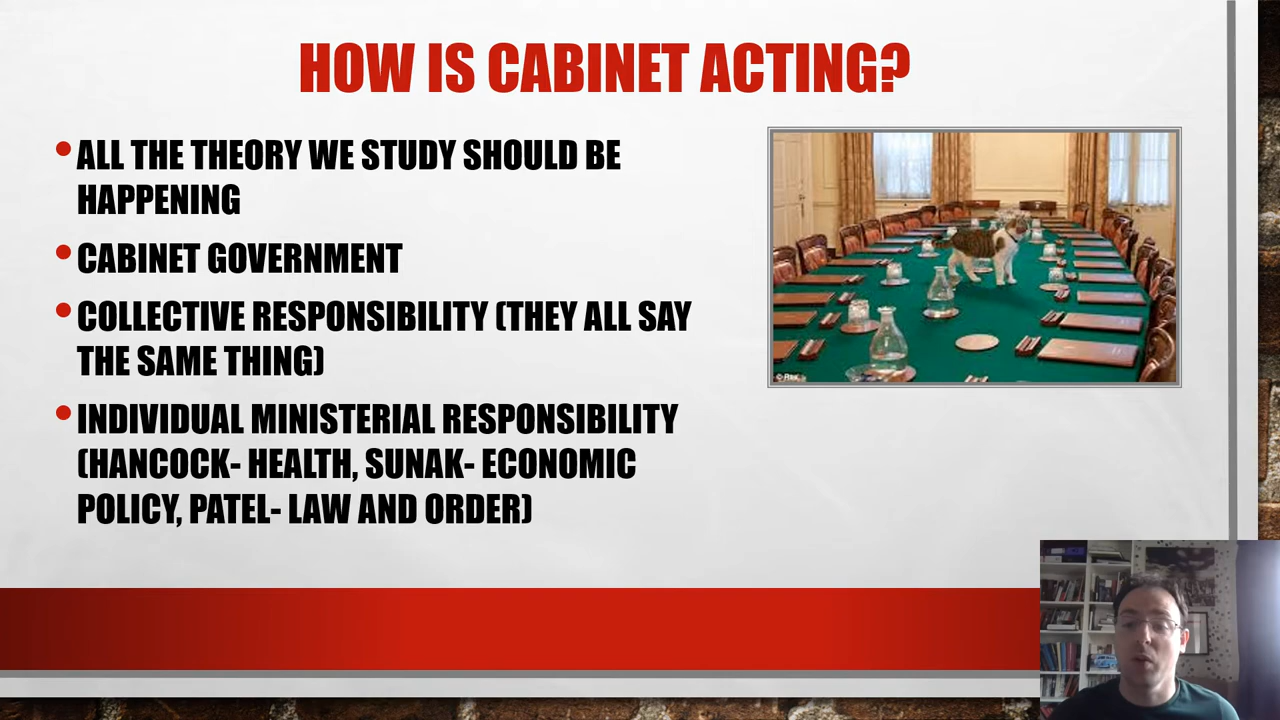 HOW IS CABINET ACTING?
•ALL THE THEORY WE STUDY SHOULD BE
HAPPENING
•CABINET GOVERNMENT
•COLLECTIVE RESPONSIBILITY (THEY ALL SAY
THE SAME THING)
•INDIVIDUAL MINISTERIAL RESPONSIBILITY
(HANCOCK- HEALTH, SUNAK- ECONOMIC
POLICY, PATEL- LAW AND ORDER)